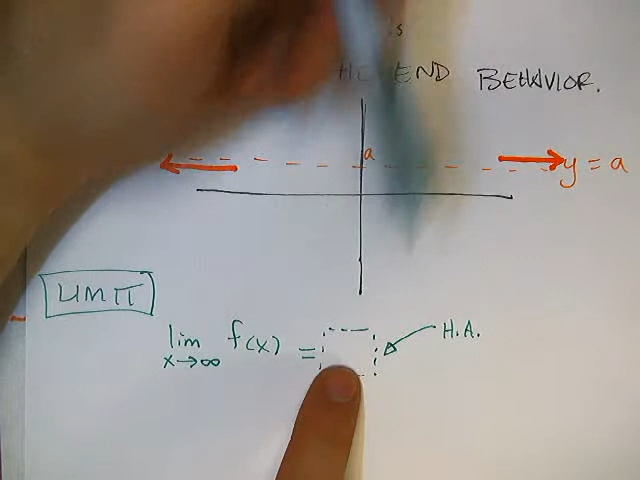 END BEHAVIOR.
a
y = a
LIMIT
lim f(x) =
x→∞
H.A.